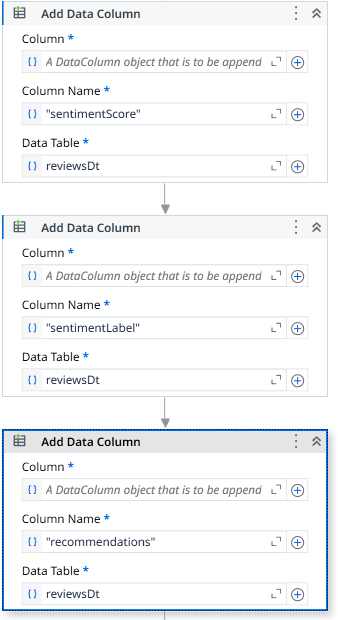 Add Data Column
Column *
{} A DataColumn object that is to be append
Column Name *
{} "sentimentScore"
Data Table *
{} reviewsDt
Add Data Column
Column *
{} A DataColumn object that is to be append
Column Name *
{} "sentimentLabel"
Data Table *
{} reviewsDt
Add Data Column
Column *
{} A DataColumn object that is to be append
Column Name *
{} "recommendations"
Data Table *
{} reviewsDt